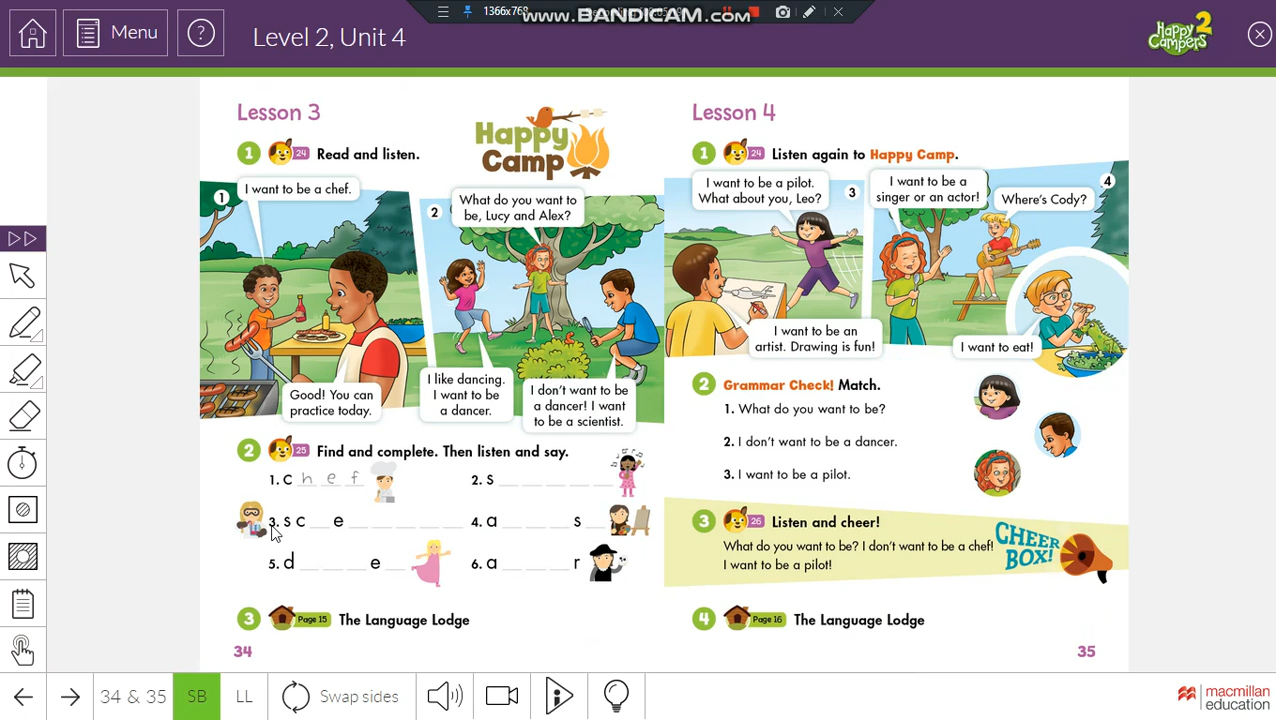 1366x768
www.BANDICAM.com
Menu
?
Level 2, Unit 4
Happy Campers 2
Lesson 3
1 24 Read and listen.
Happy
Camp
1
I want to be a chef.
Good! You can
practice today.
2
What do you want to
be, Lucy and Alex?
I like dancing.
I want to be
a dancer.
I don't want to be
a dancer! I want
to be a scientist.
2 25 Find and complete. Then listen and say.
1. c h e f
2. s _ _ _ _ _
3. s c _ e _ _ _ _ _
4. a _ _ _ s _
5. d _ _ _ e _
6. a _ _ _ r
3 Page 15 The Language Lodge
34
Lesson 4
1 24 Listen again to Happy Camp.
I want to be a pilot.
What about you, Leo?
3
I want to be an
artist. Drawing is fun!
I want to be a
singer or an actor!
Where's Cody?
4
I want to eat!
2 Grammar Check! Match.
1. What do you want to be?
2. I don't want to be a dancer.
3. I want to be a pilot.
3 26 Listen and cheer!
What do you want to be? I don't want to be a chef!
I want to be a pilot!
CHEER
BOX!
4 Page 16 The Language Lodge
35
34 & 35
SB
LL
Swap sides
macmillan
education